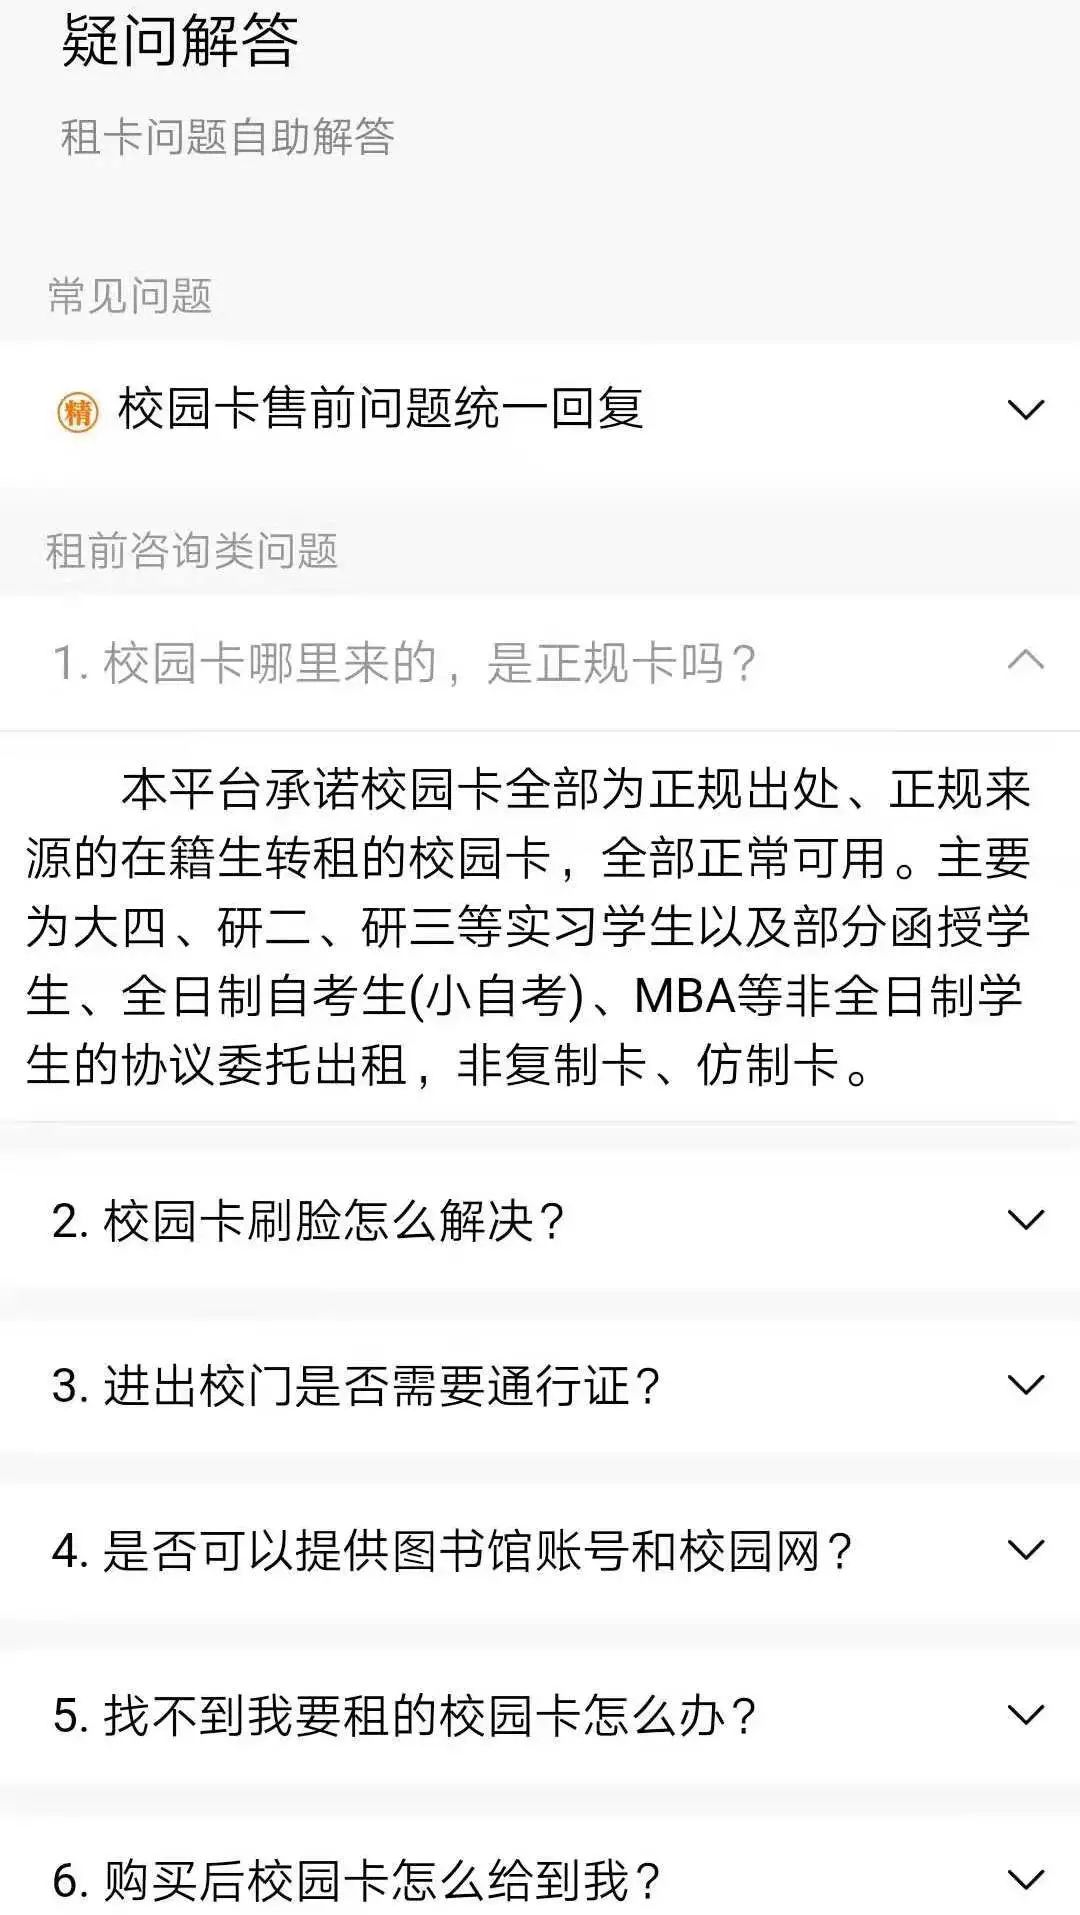 疑问解答
租卡问题自助解答
常见问题
精 校园卡售前问题统一回复
租前咨询类问题
1. 校园卡哪里来的，是正规卡吗？
本平台承诺校园卡全部为正规出处、正规来
源的在籍生转租的校园卡，全部正常可用。主要
为大四、研二、研三等实习学生以及部分函授学
生、全日制自考生(小自考)、MBA等非全日制学
生的协议委托出租，非复制卡、仿制卡。
2. 校园卡刷脸怎么解决？
3. 进出校门是否需要通行证？
4. 是否可以提供图书馆账号和校园网？
5. 找不到我要租的校园卡怎么办？
6. 购买后校园卡怎么给到我？